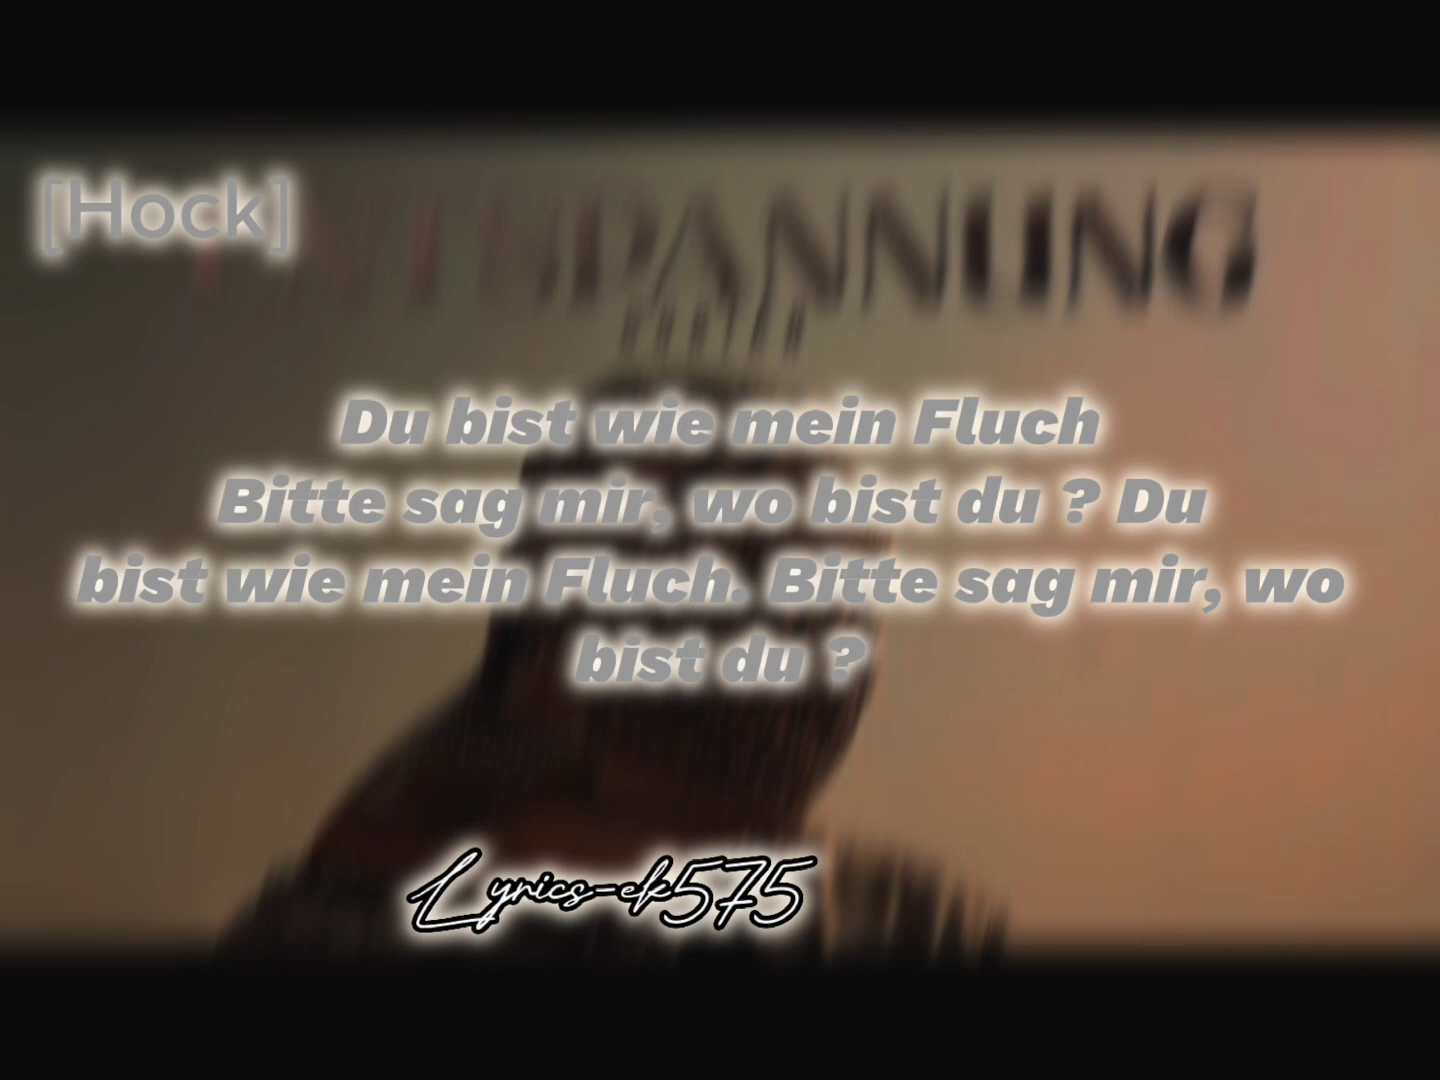 [Hock]
Du bist wie mein Fluch
Bitte sag mir, wo bist du ? Du
bist wie mein Fluch. Bitte sag mir, wo
bist du ?
Lyrics-ek575